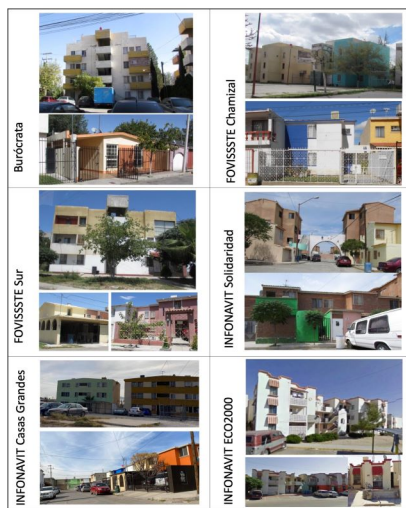 Burócrata
FOVISSSTE Chamizal
FOVISSSTE Sur
INFONAVIT Solidaridad
INFONAVIT Casas Grandes
INFONAVIT ECO2000